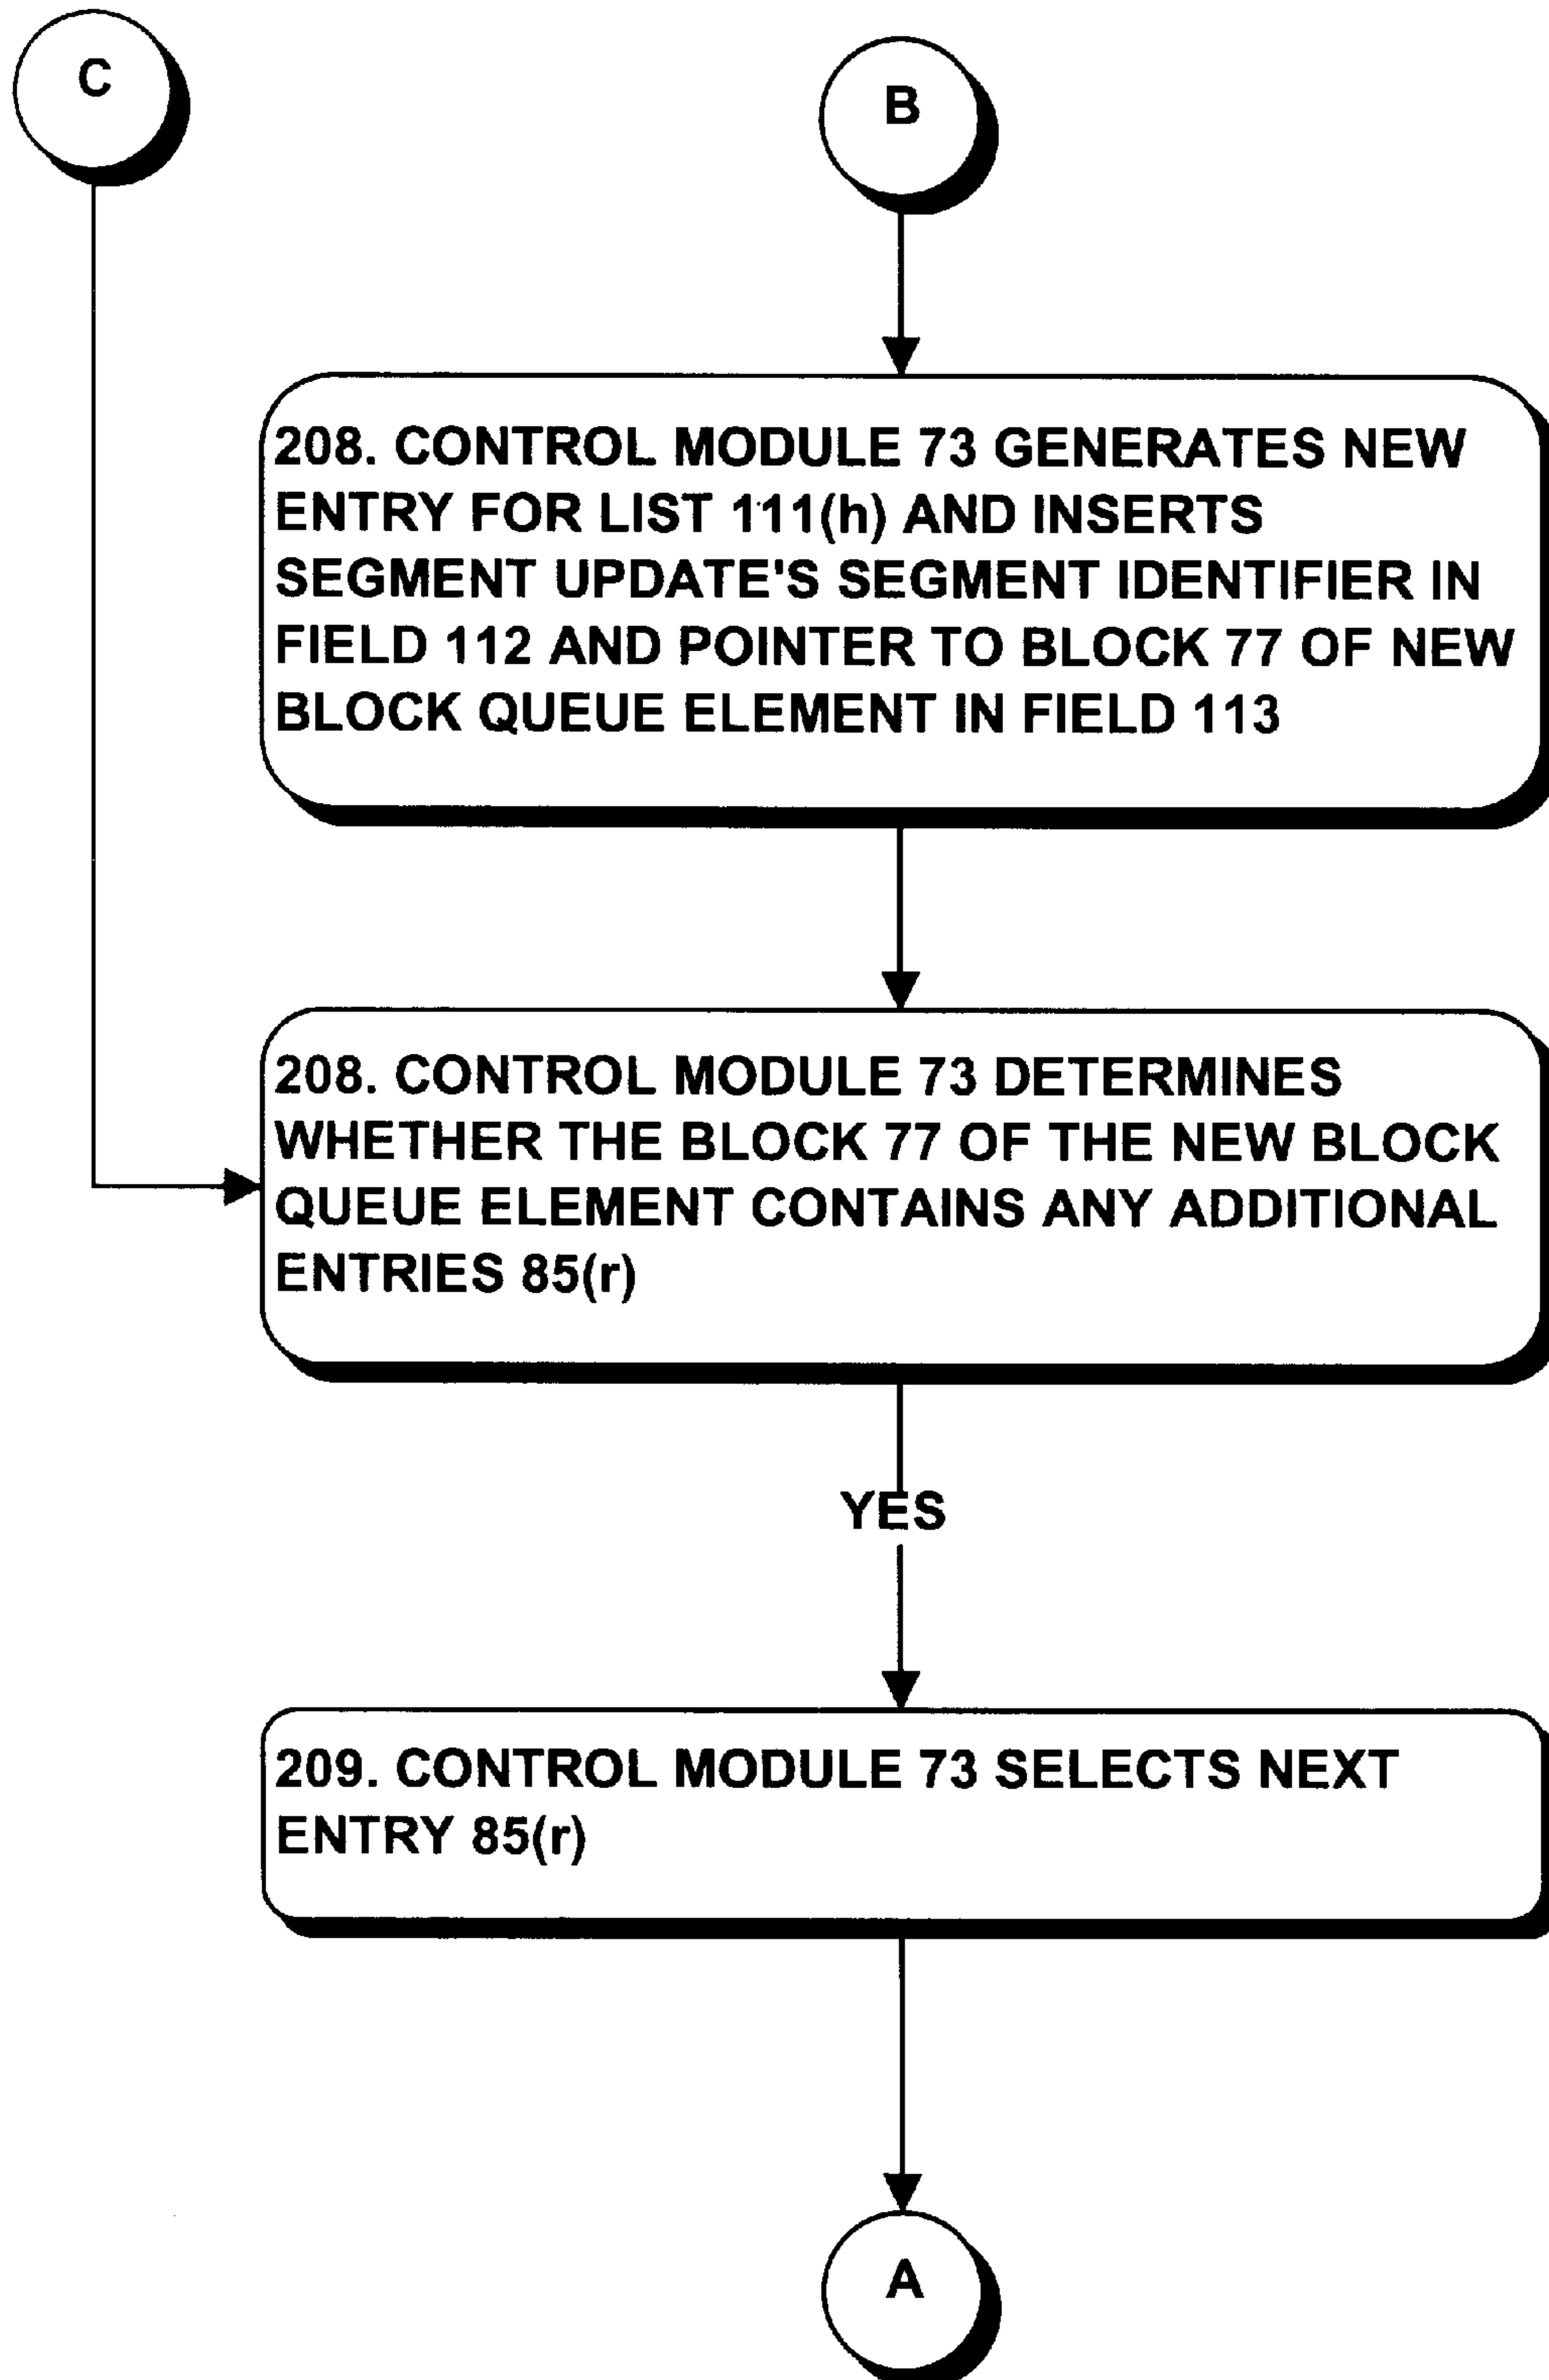 C
B
208. CONTROL MODULE 73 GENERATES NEW
ENTRY FOR LIST 111(h) AND INSERTS
SEGMENT UPDATE'S SEGMENT IDENTIFIER IN
FIELD 112 AND POINTER TO BLOCK 77 OF NEW
BLOCK QUEUE ELEMENT IN FIELD 113
208. CONTROL MODULE 73 DETERMINES
WHETHER THE BLOCK 77 OF THE NEW BLOCK
QUEUE ELEMENT CONTAINS ANY ADDITIONAL
ENTRIES 85(r)
YES
209. CONTROL MODULE 73 SELECTS NEXT
ENTRY 85(r)
A